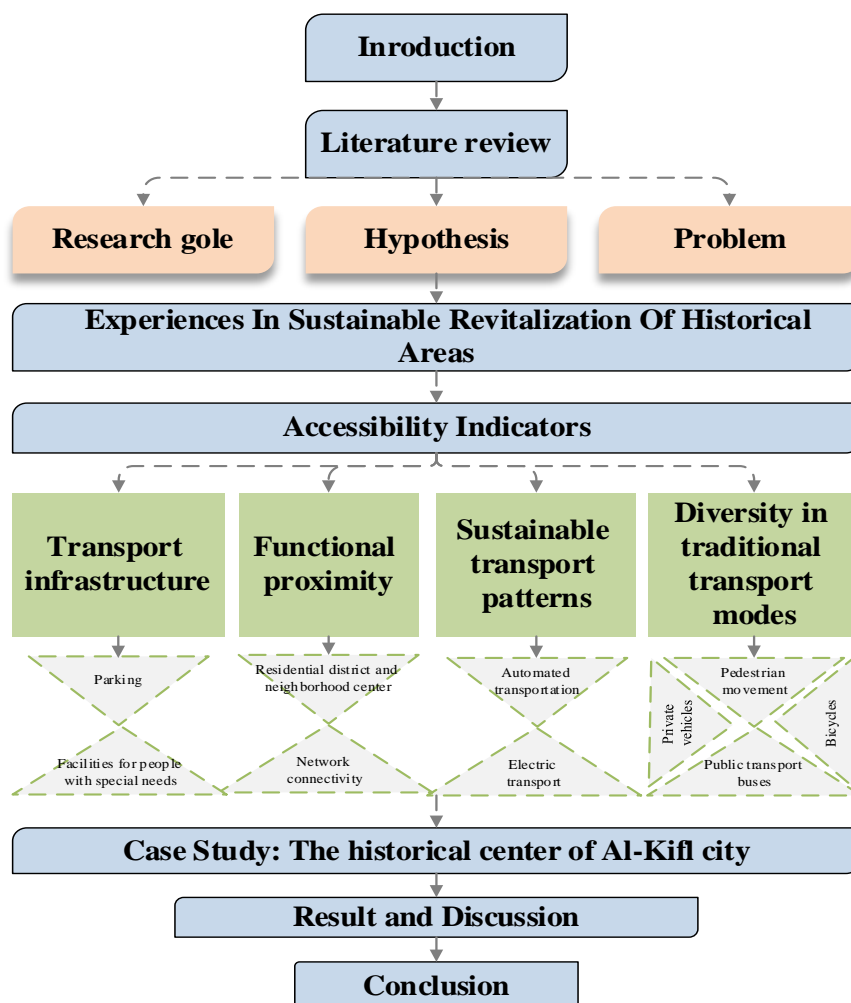 Inroduction
Literature review
Research gole
Hypothesis
Problem
Experiences In Sustainable Revitalization Of Historical
Areas
Accessibility Indicators
Transport
infrastructure
Functional
proximity
Sustainable
transport
patterns
Diversity in
traditional
transport
modes
Parking
Facilities for people
with special needs
Residential district and
neighborhood center
Network
connectivity
Automated
transportation
Electric
transport
Private
vehicles
Pedestrian
movement
Public transport
buses
Bicycles
Case Study: The historical center of Al-Kifl city
Result and Discussion
Conclusion